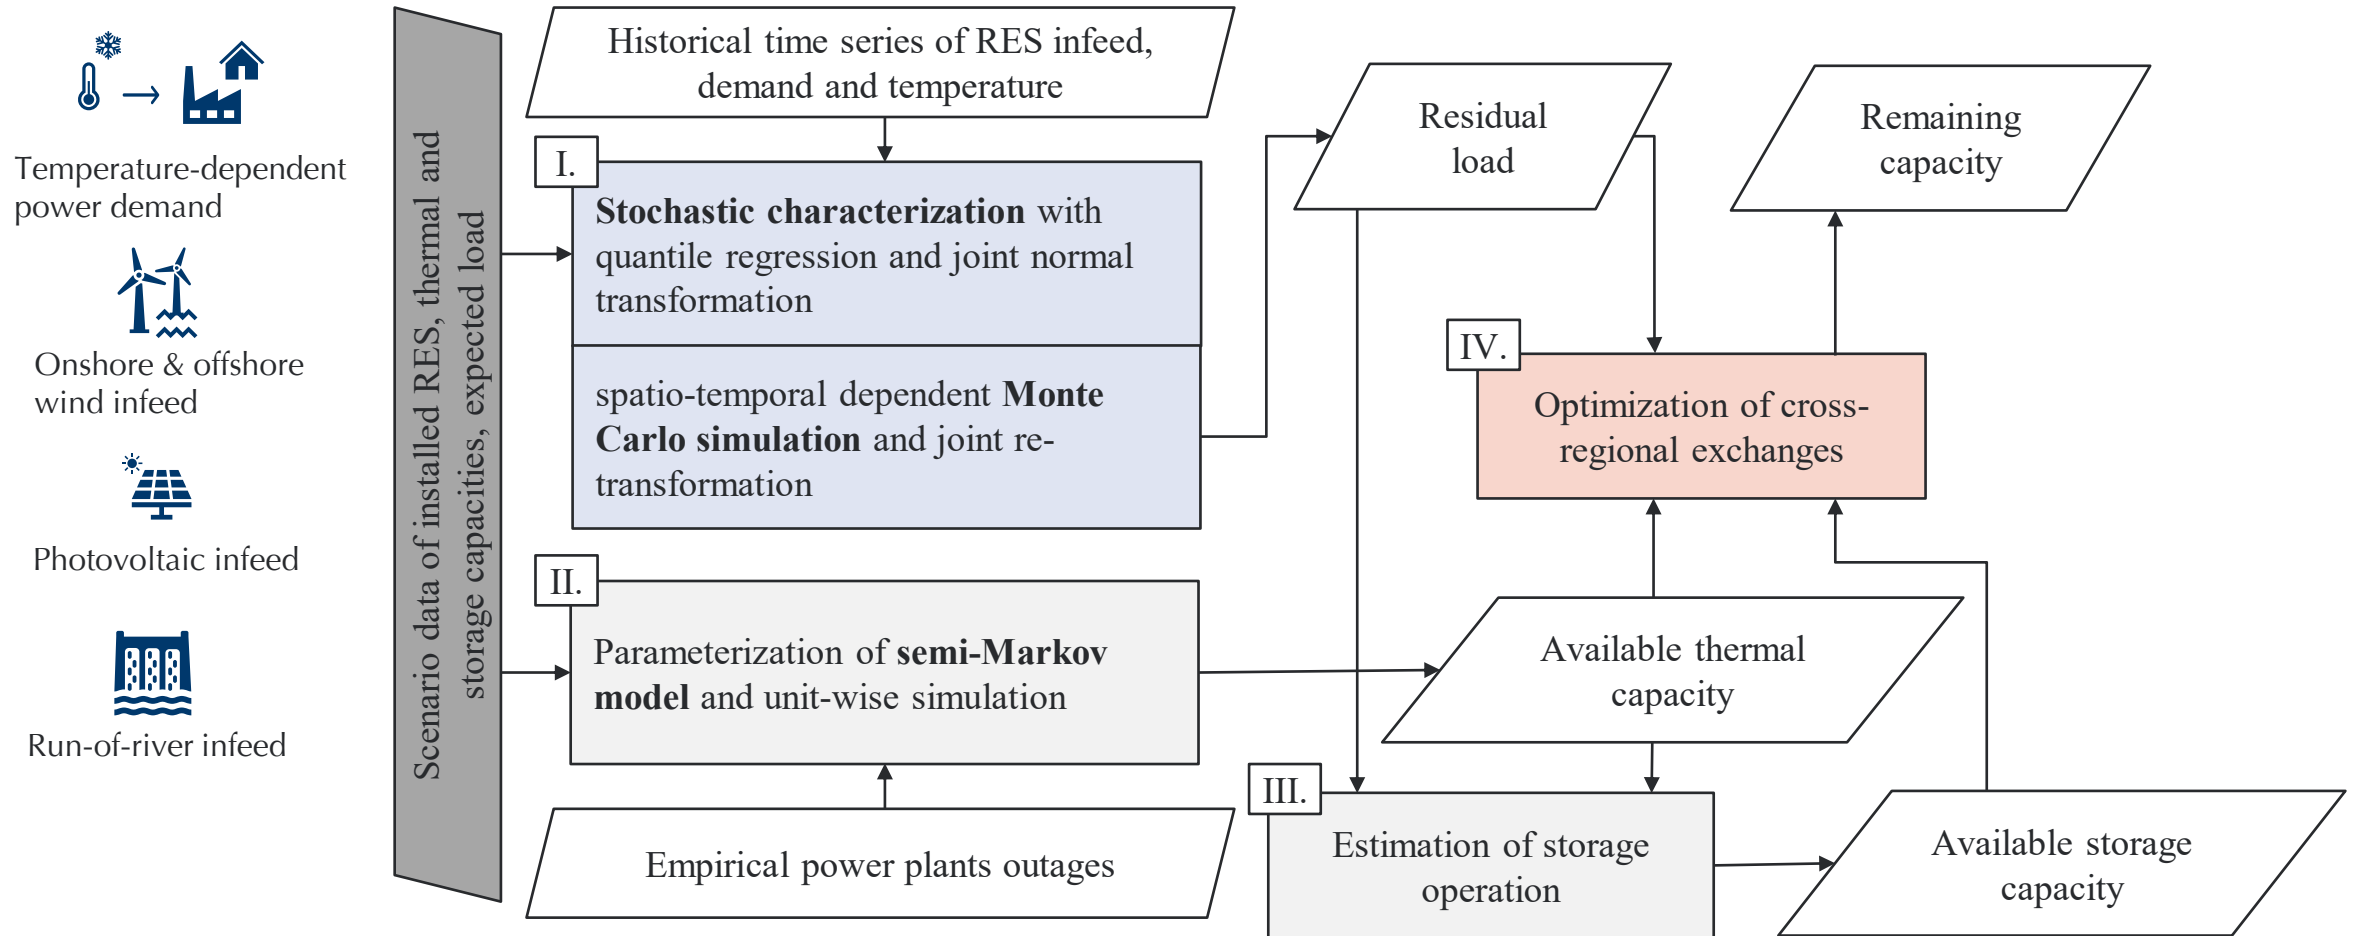 Temperature-dependent
power demand
Onshore & offshore
wind infeed
Photovoltaic infeed
Run-of-river infeed
Scenario data of installed RES, thermal and
storage capacities, expected load
Historical time series of RES infeed,
demand and temperature
I.
Stochastic characterization with
quantile regression and joint normal
transformation
spatio-temporal dependent Monte
Carlo simulation and joint re-
transformation
II.
Parameterization of semi-Markov
model and unit-wise simulation
Empirical power plants outages
Residual
load
Remaining
capacity
IV.
Optimization of cross-
regional exchanges
Available thermal
capacity
III.
Estimation of storage
operation
Available storage
capacity